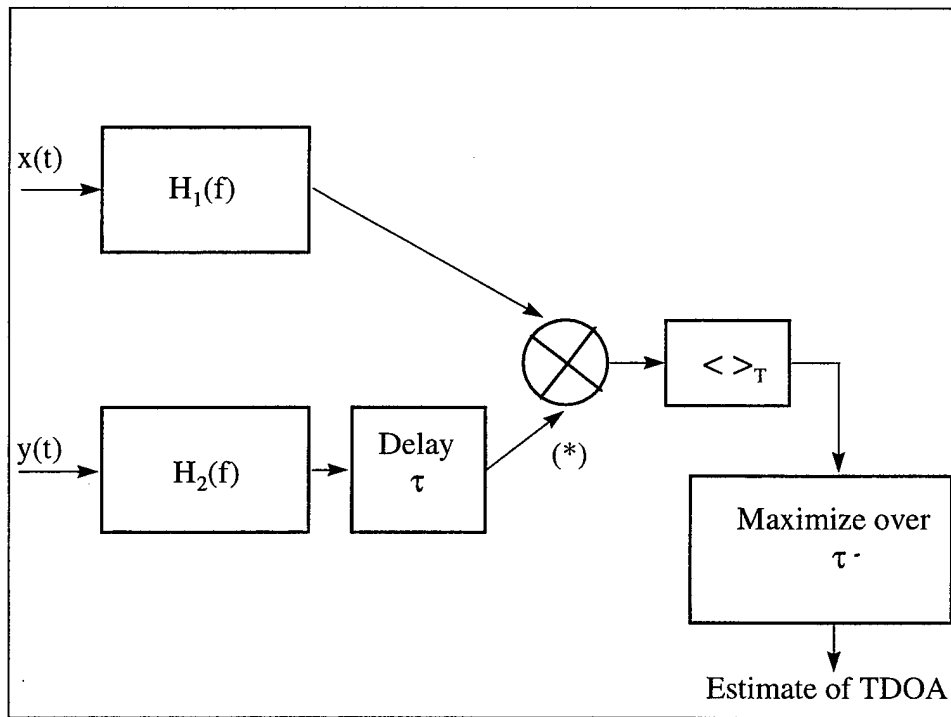 x(t)
H₁(f)
< >_T
y(t)
H₂(f)
Delay
τ
(*)
Maximize over
τ
Estimate of TDOA